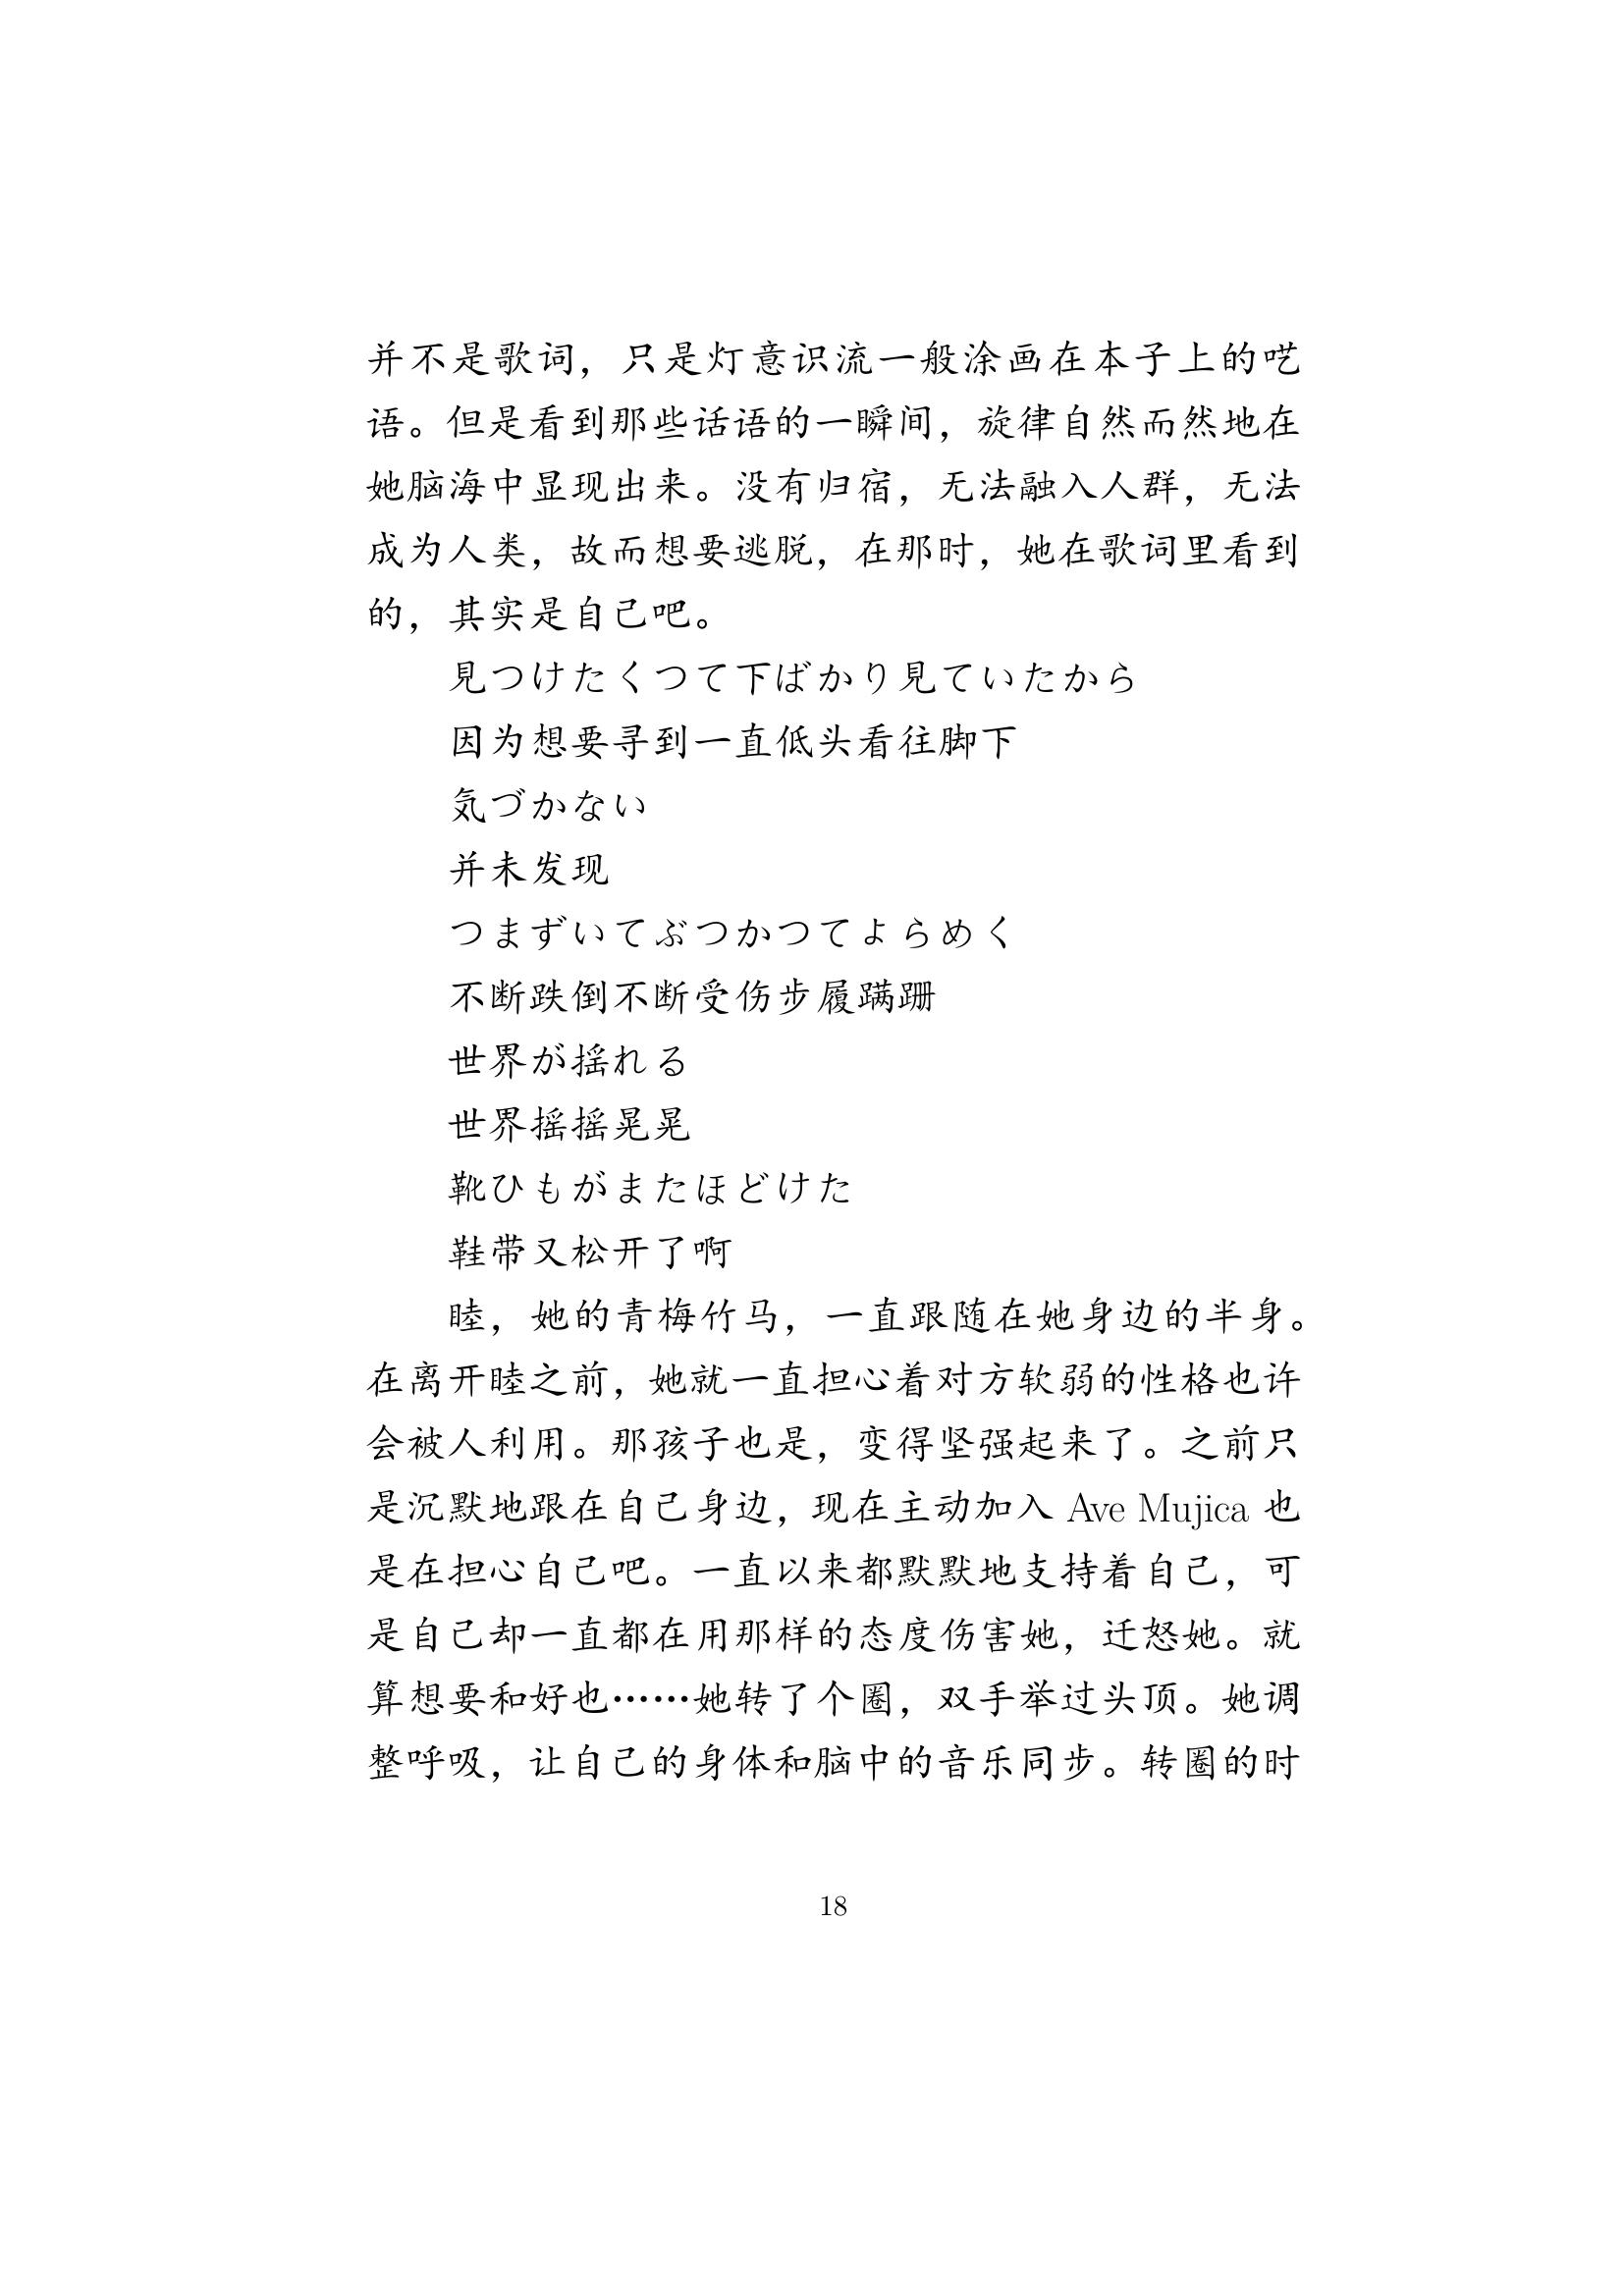 并不是歌词，只是灯意识流一般涂画在本子上的呓
语。但是看到那些话语的一瞬间，旋律自然而然地在
她脑海中显现出来。没有归宿，无法融入人群，无法
成为人类，故而想要逃脱，在那时，她在歌词里看到
的，其实是自己吧。
見つけたくつて下ばかり見ていたから
因为想要寻到一直低头看往脚下
気づかない
并未发现
つまずいてぶつかつてよらめく
不断跌倒不断受伤步履蹒跚
世界が揺れる
世界摇摇晃晃
靴ひもがまたほどけた
鞋带又松开了啊
睦，她的青梅竹马，一直跟随在她身边的半身。
在离开睦之前，她就一直担心着对方软弱的性格也许
会被人利用。那孩子也是，变得坚强起来了。之前只
是沉默地跟在自己身边，现在主动加入 Ave Mujica 也
是在担心自己吧。一直以来都默默地支持着自己，可
是自己却一直都在用那样的态度伤害她，迁怒她。就
算想要和好也……她转了个圈，双手举过头顶。她调
整呼吸，让自己的身体和脑中的音乐同步。转圈的时
18